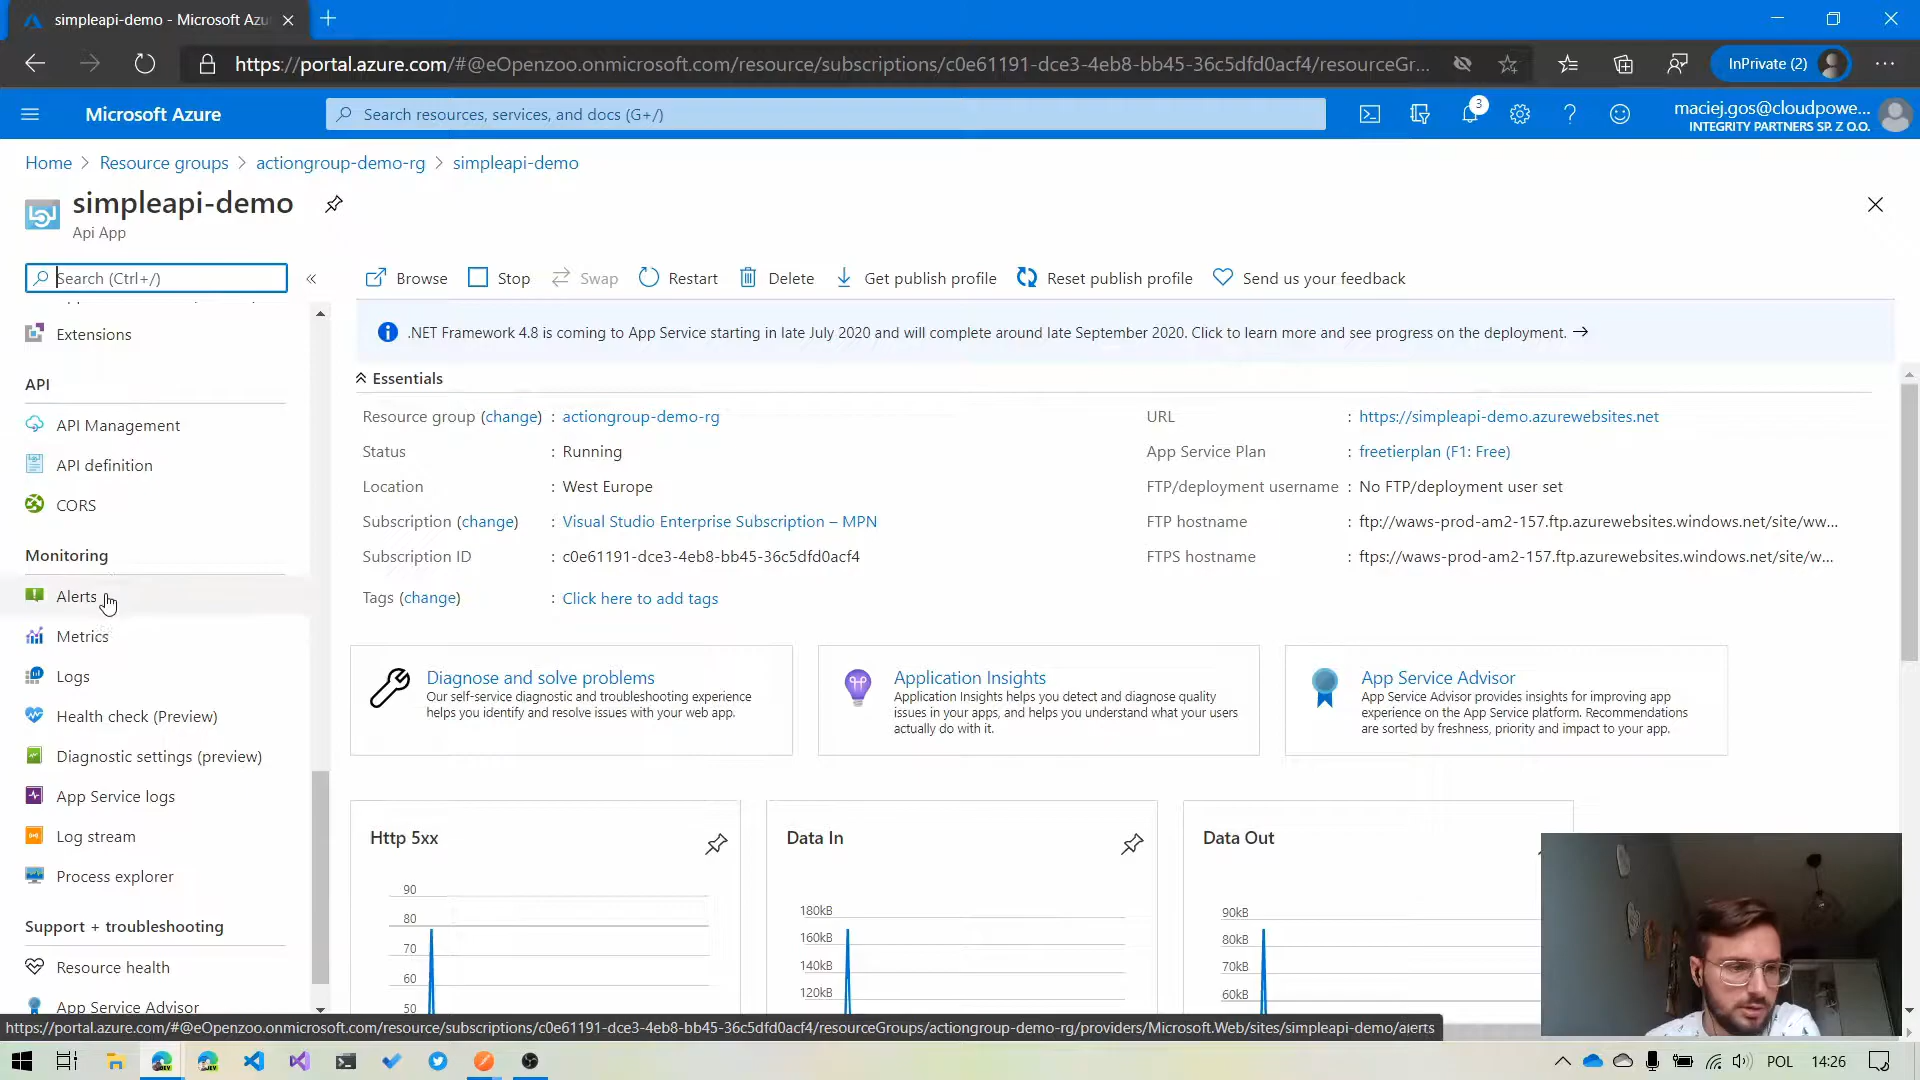 simpleapi-demo - Microsoft Azu
https://portal.azure.com/#@eOpenzoo.onmicrosoft.com/resource/subscriptions/c0e61191-dce3-4eb8-bb45-36c5dfd0acf4/resourceGr...
InPrivate (2)
Microsoft Azure
Search resources, services, and docs (G+/)
3
maciej.gos@cloudpowe...
INTEGRITY PARTNERS SP. Z O.O.
Home > Resource groups > actiongroup-demo-rg > simpleapi-demo
simpleapi-demo
Api App
Search (Ctrl+/)
Browse
Stop
Swap
Restart
Delete
Get publish profile
Reset publish profile
Send us your feedback
.NET Framework 4.8 is coming to App Service starting in late July 2020 and will complete around late September 2020. Click to learn more and see progress on the deployment. →
Extensions
API
API Management
API definition
CORS
Monitoring
Alerts
Metrics
Logs
Health check (Preview)
Diagnostic settings (preview)
App Service logs
Log stream
Process explorer
Support + troubleshooting
Resource health
App Service Advisor
Essentials
Resource group (change) : actiongroup-demo-rg
Status : Running
Location : West Europe
Subscription (change) : Visual Studio Enterprise Subscription – MPN
Subscription ID : c0e61191-dce3-4eb8-bb45-36c5dfd0acf4
Tags (change) : Click here to add tags
URL : https://simpleapi-demo.azurewebsites.net
App Service Plan : freetierplan (F1: Free)
FTP/deployment username : No FTP/deployment user set
FTP hostname : ftp://waws-prod-am2-157.ftp.azurewebsites.windows.net/site/ww...
FTPS hostname : ftps://waws-prod-am2-157.ftp.azurewebsites.windows.net/site/w...
Diagnose and solve problems
Our self-service diagnostic and troubleshooting experience
helps you identify and resolve issues with your web app.
Application Insights
Application Insights helps you detect and diagnose quality
issues in your apps, and helps you understand what your users
actually do with it.
App Service Advisor
App Service Advisor provides insights for improving app
experience on the App Service platform. Recommendations
are sorted by freshness, priority and impact to your app.
Http 5xx
90
80
70
60
50
Data In
180kB
160kB
140kB
120kB
Data Out
90kB
80kB
70kB
60kB
https://portal.azure.com/#@eOpenzoo.onmicrosoft.com/resource/subscriptions/c0e61191-dce3-4eb8-bb45-36c5dfd0acf4/resourceGroups/actiongroup-demo-rg/providers/Microsoft.Web/sites/simpleapi-demo/alerts
POL
14:26